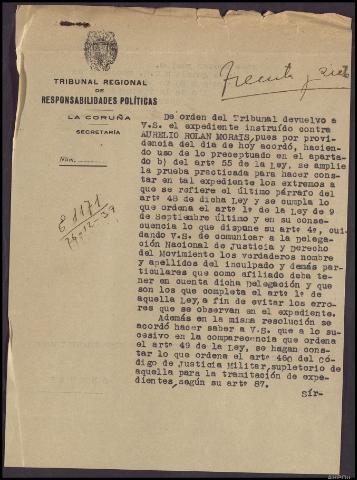 TRIBUNAL REGIONAL
DE
RESPONSABILIDADES POLÍTICAS
LA CORUÑA
SECRETARÍA
Núm.
E 1171
24-12-39
De orden del Tribunal devuelvo a
V.S. el expediente instruído contra
AURELIO ROLAN MORAIS, pues por provi-
dencia del día de hoy acordó, hacien-
do uso de lo preceptuado en el aparta-
do b) del artº 55 de la Ley, se amplíe
la prueba practicada para hacer cons-
tar en tal expediente los extremos a
que se refiere el último párrafo del
artº 48 de dicha Ley y se cumpla lo
que ordena el artº 1º de la Ley de 9
de Septiembre último y en su conse-
cuencia lo que dispone su artº 4º, cui-
dando V.S. de comunicar a la Delega-
ción Nacional de Justicia y Derecho
del Movimiento los verdaderos nombre
y apellidos del inculpado y demás par-
ticulares que como afiliado deba te-
ner en cuenta dicha Delegación y que
son los que completa el artº 1º de
aquella Ley, a fin de evitar los erro-
res que se observan en el expediente.
Además en la misma resolución se
acordó hacer saber a V.S. que a lo su-
cesivo en la comparecencia que ordena
el artº 49 de la Ley, se hagan cons-
tar lo que ordena el artº 460 del Có-
digo de Justicia Militar, supletorio de
aquella para la tramitación de expe-
dientes, según su artº 87.
Sír-